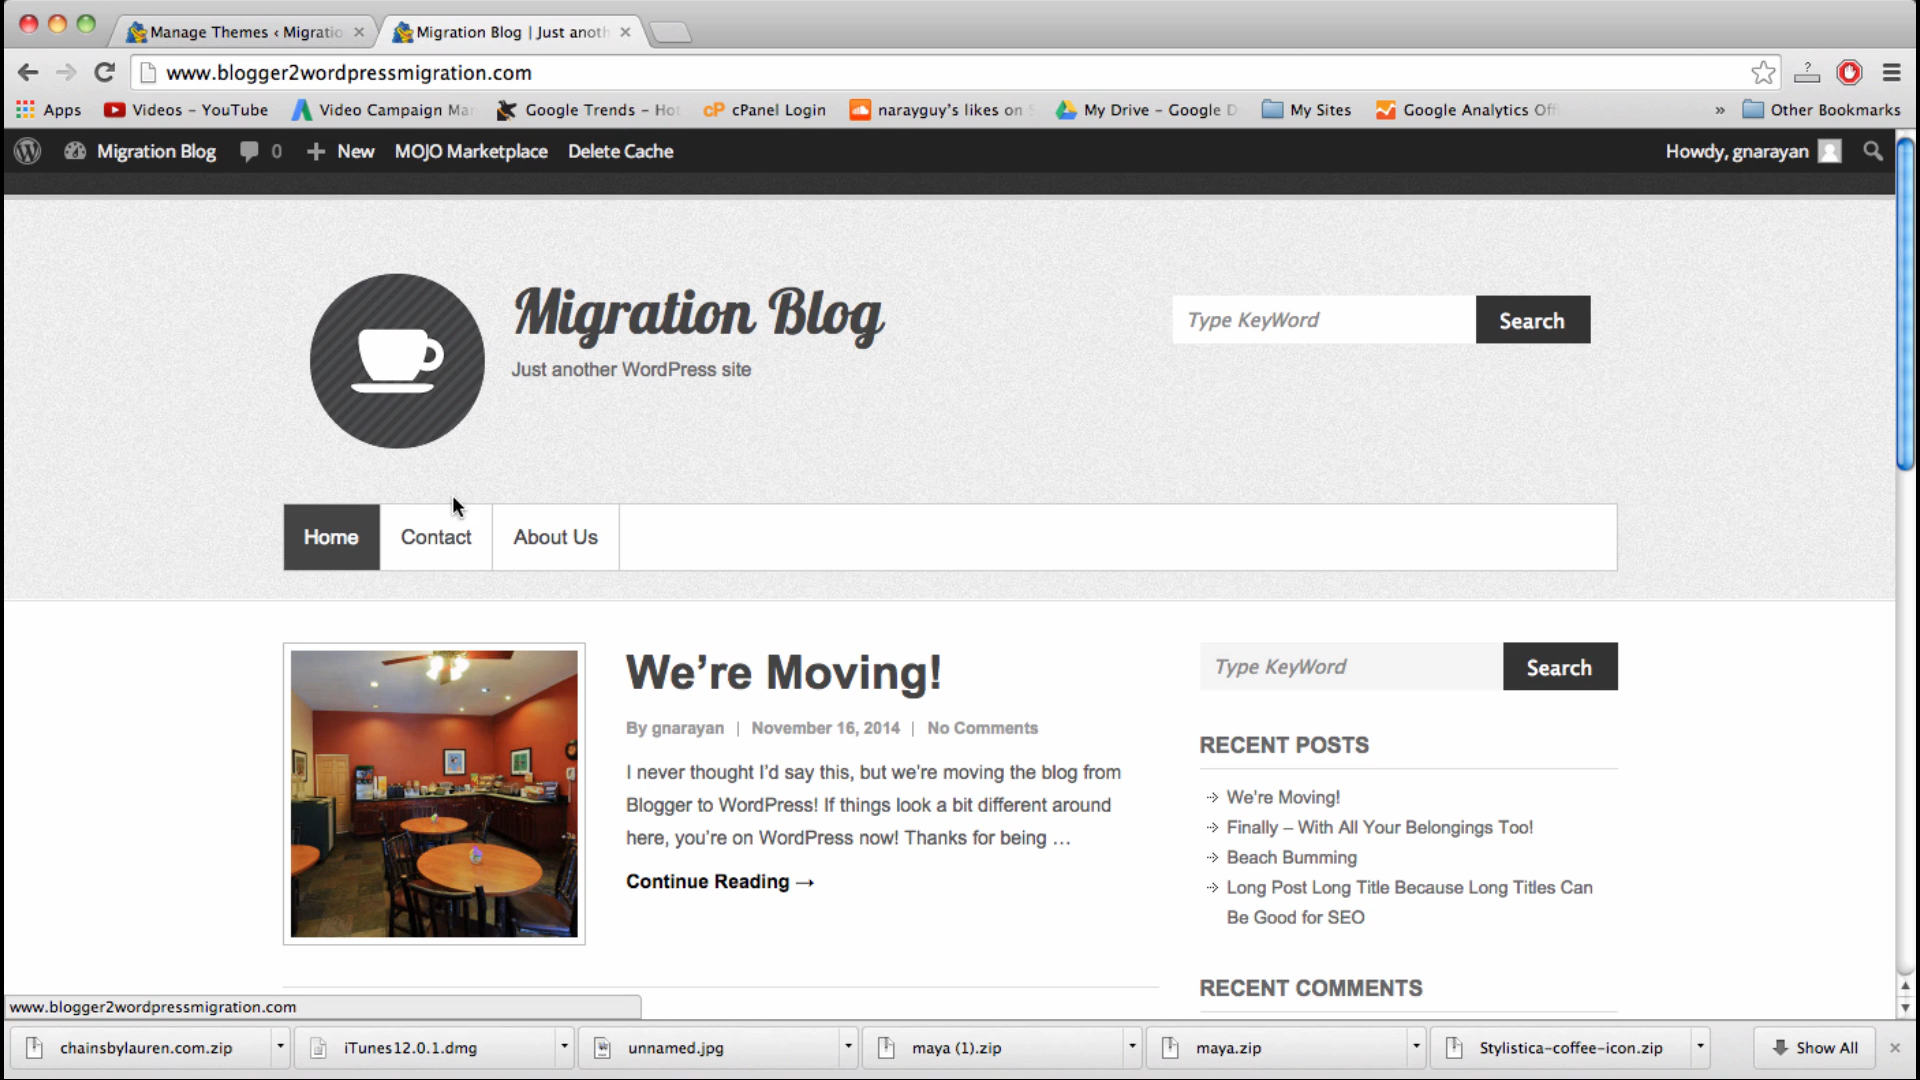 Manage Themes ‹ Migratio
Migration Blog | Just anoth
www.blogger2wordpressmigration.com
Apps
Videos – YouTube
Video Campaign Ma
Google Trends – Hot
cPanel Login
narayguy's likes on S
My Drive – Google D
My Sites
Google Analytics Off
»
Other Bookmarks
Migration Blog
0
New
MOJO Marketplace
Delete Cache
Howdy, gnarayan
Migration Blog
Just another WordPress site
Type KeyWord
Search
Home
Contact
About Us
We’re Moving!
By gnarayan | November 16, 2014 | No Comments
I never thought I’d say this, but we’re moving the blog from
Blogger to WordPress! If things look a bit different around
here, you’re on WordPress now! Thanks for being …
Continue Reading →
Type KeyWord
Search
RECENT POSTS
We’re Moving!
Finally – With All Your Belongings Too!
Beach Bumming
Long Post Long Title Because Long Titles Can
Be Good for SEO
RECENT COMMENTS
www.blogger2wordpressmigration.com
chainsbylauren.com.zip
iTunes12.0.1.dmg
unnamed.jpg
maya (1).zip
maya.zip
Stylistica-coffee-icon.zip
Show All